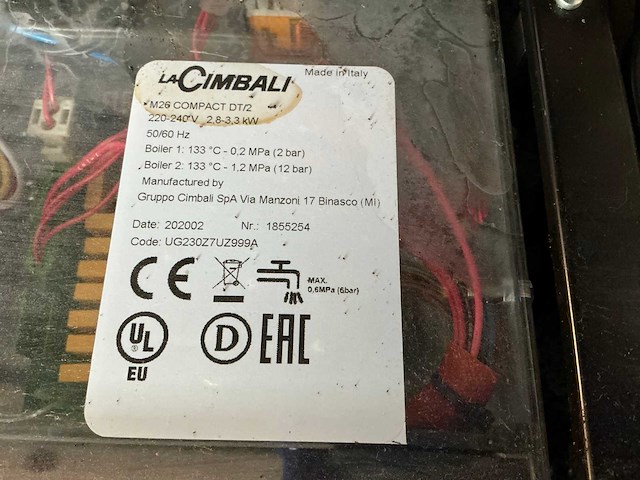 LACIMBALI
Made in Italy
M26 COMPACT DT/2
220-240 V 2,8-3,3 kW
50/60 Hz
Boiler 1: 133 °C - 0,2 MPa (2 bar)
Boiler 2: 133 °C - 1,2 MPa (12 bar)
Manufactured by
Gruppo Cimbali SpA Via Manzoni 17 Binasco (MI)
Date: 202002 Nr.: 1855254
Code: UG230Z7UZ999A
CE
MAX.
0,6MPa (6bar)
UL
®
EU
D
EAC